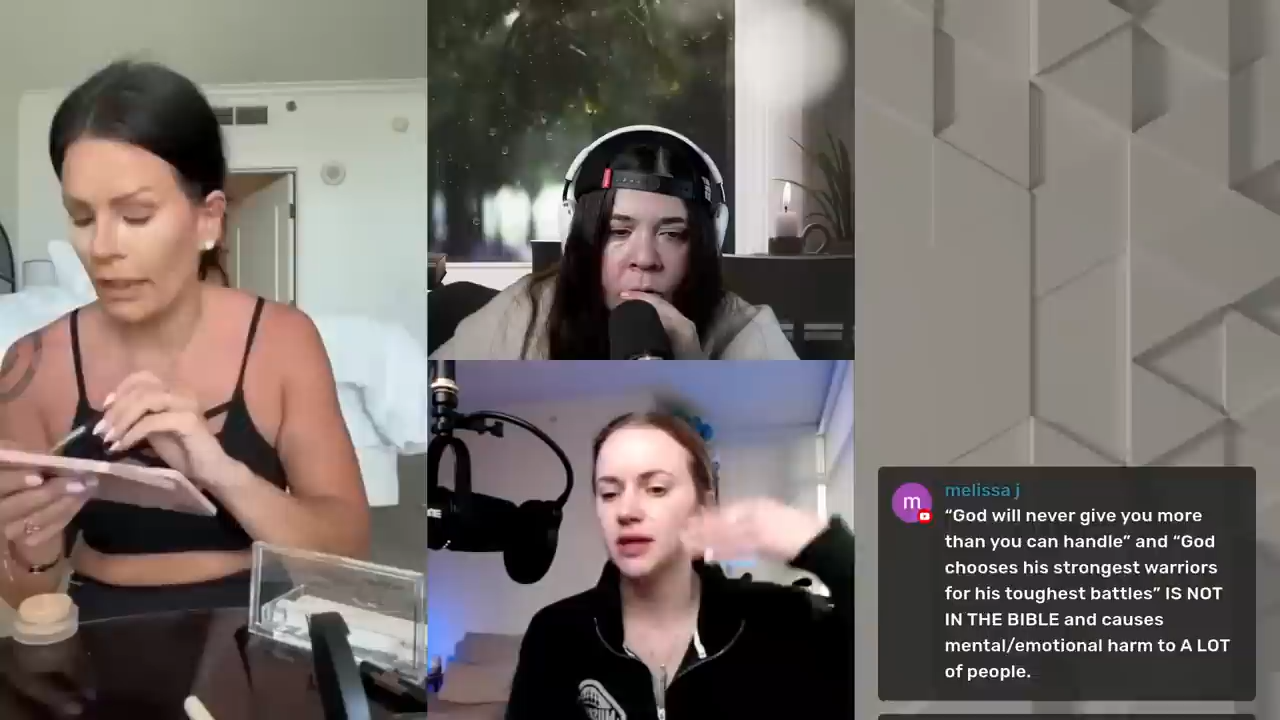 m
melissa j
“God will never give you more
than you can handle” and “God
chooses his strongest warriors
for his toughest battles” IS NOT
IN THE BIBLE and causes
mental/emotional harm to A LOT
of people.